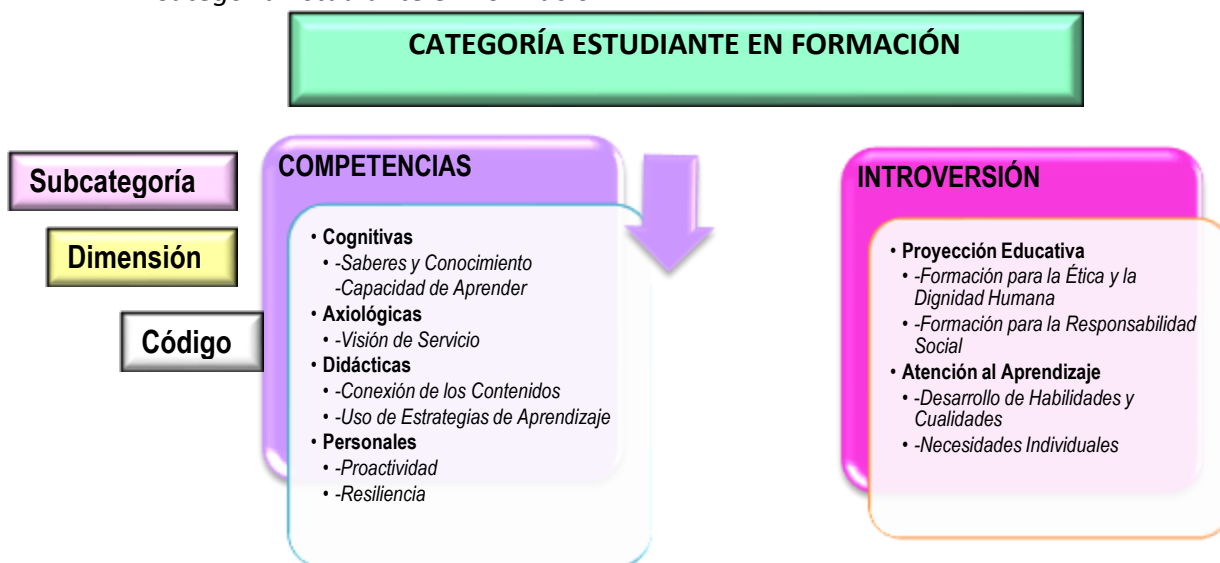 CATEGORÍA ESTUDIANTE EN FORMACIÓN
Subcategoría
Dimensión
Código
COMPETENCIAS
• Cognitivas
• -Saberes y Conocimiento
-Capacidad de Aprender
• Axiológicas
• -Visión de Servicio
• Didácticas
• -Conexión de los Contenidos
• -Uso de Estrategias de Aprendizaje
• Personales
• -Proactividad
• -Resiliencia
INTROVERSIÓN
• Proyección Educativa
• -Formación para la Ética y la
Dignidad Humana
• -Formación para la Responsabilidad
Social
• Atención al Aprendizaje
• -Desarrollo de Habilidades y
Cualidades
• -Necesidades Individuales